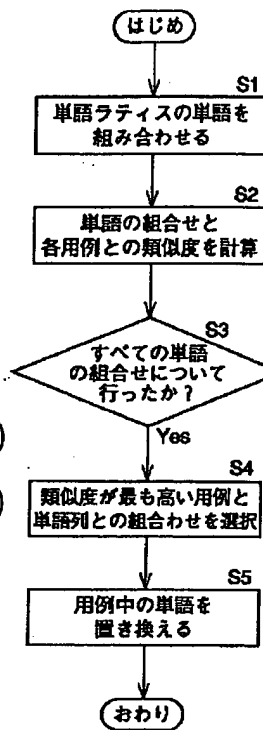 はじめ
S1
単語ラティスの単語を
組み合わせる
S2
単語の組合せと
各用例との類似度を計算
S3
すべての単語
の組合せについて
行ったか?
Yes
S4
類似度が最も高い用例と
単語列との組合わせを選択
S5
用例中の単語を
置き換える
おわり